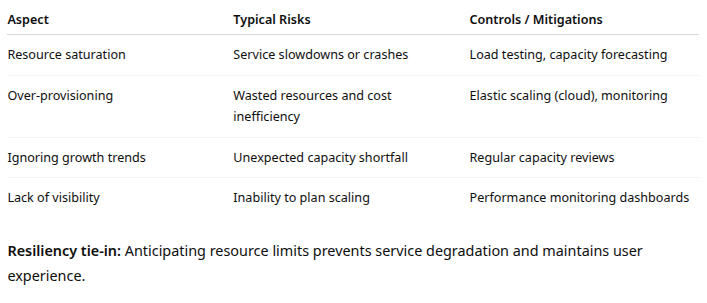 Aspect Typical Risks Controls / Mitigations
Resource saturation Service slowdowns or crashes Load testing, capacity forecasting
Over-provisioning Wasted resources and cost Elastic scaling (cloud), monitoring
inefficiency
Ignoring growth trends Unexpected capacity shortfall Regular capacity reviews
Lack of visibility Inability to plan scaling Performance monitoring dashboards
Resiliency tie-in: Anticipating resource limits prevents service degradation and maintains user
experience.